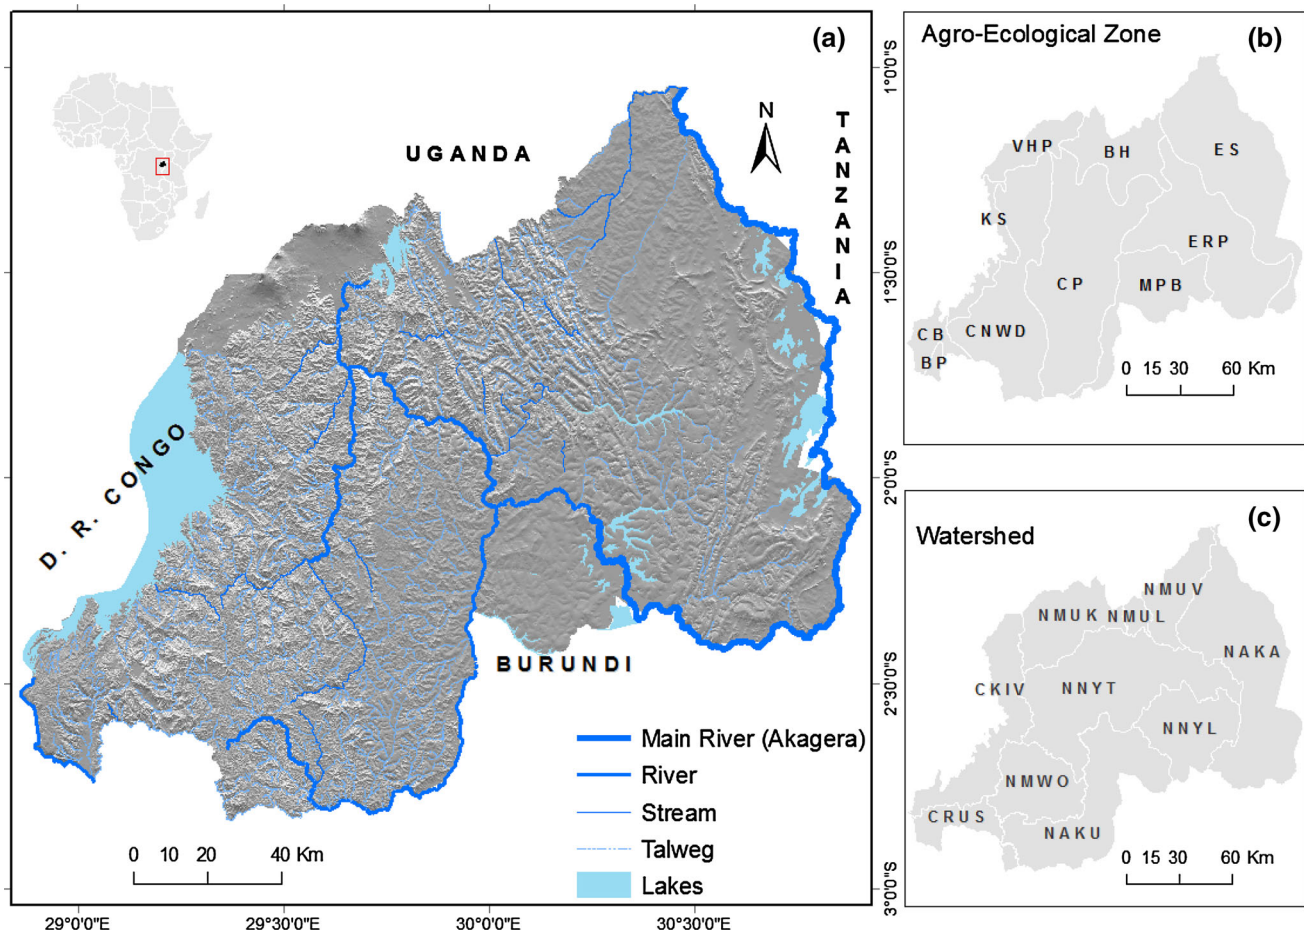 (a)
N
UGANDA
TANZANIA
D. R. CONGO
BURUNDI
Main River (Akagera)
River
Stream
Talweg
Lakes
0 10 20 40 Km
29°0'0"E 29°30'0"E 30°0'0"E 30°30'0"E
1°0'0"S
1°30'0"S
2°0'0"S
2°30'0"S
3°0'0"S
Agro-Ecological Zone (b)
VHP
BH
ES
KS
ERP
CP
MPB
CB
CNWD
BP
0 15 30 60 Km
(c)
Watershed
NMUV
NMUK
NMUL
NAKA
CKIV
NNYT
NNYL
NMWO
CRUS
NAKU
0 15 30 60 Km